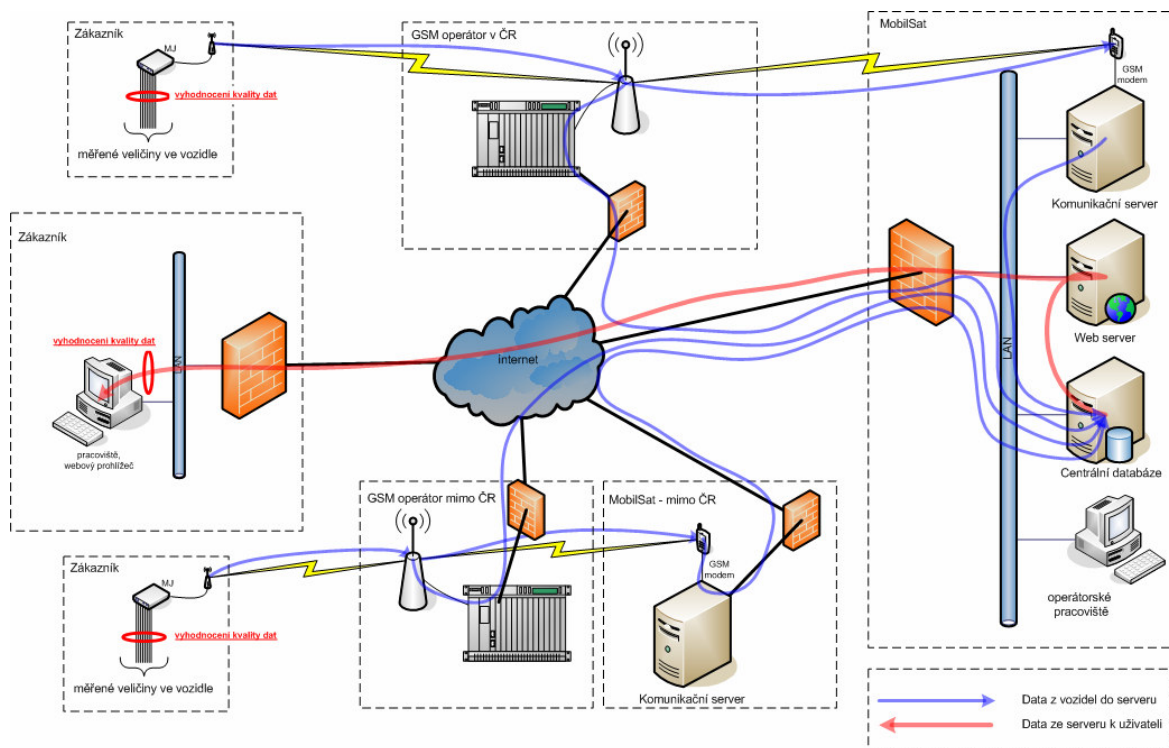 Zákazník
MJ
vyhodnocení kvality dat
měřené veličiny ve vozidle
GSM operátor v ČR
MobilSat
GSM
modem
Komunikační server
Web server
LAN
Centrální databáze
operátorské
pracoviště
Zákazník
vyhodnocení kvality dat
LAN
pracoviště,
webový prohlížeč
internet
GSM operátor mimo ČR
MobilSat - mimo ČR
GSM
modem
Komunikační server
Zákazník
MJ
vyhodnocení kvality dat
měřené veličiny ve vozidle
Data z vozidel do serveru
Data ze serveru k uživateli